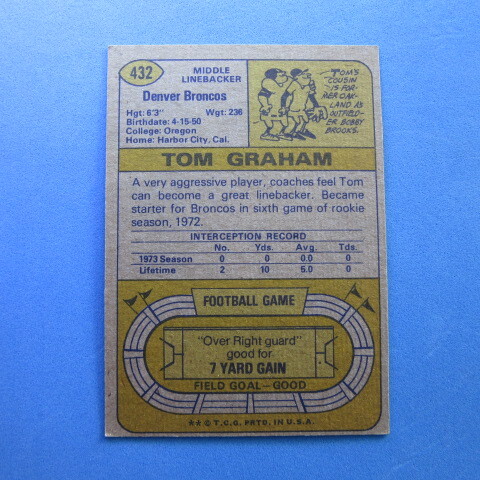 432
MIDDLE
LINEBACKER
Denver Broncos
Hgt: 6'3" Wgt: 236
Birthdate: 4-15-50
College: Oregon
Home: Harbor City, Cal.
TOM'S
COUSIN
IS FOR-
MER OAK-
LAND A'S
OUTFIELD-
ER BOBBY
BROOKS.
TOM GRAHAM
A very aggressive player, coaches feel Tom
can become a great linebacker. Became
starter for Broncos in sixth game of rookie
season, 1972.
INTERCEPTION RECORD
No. Yds. Avg. Tds.
1973 Season 0 0 0.0 0
Lifetime 2 10 5.0 0
FOOTBALL GAME
"Over Right guard"
good for
7 YARD GAIN
FIELD GOAL—GOOD
** © T.C.G. PRTD. IN U.S.A.